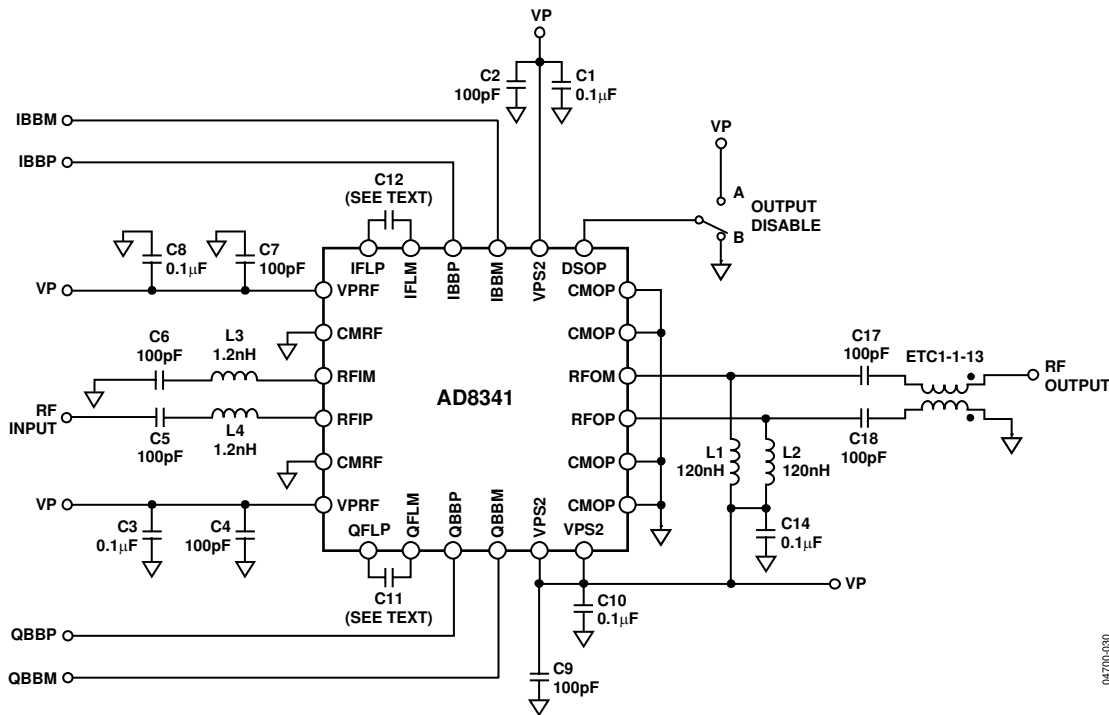 VP
C2
100pF
C1
0.1μF
IBBM
IBBP
VP
A
OUTPUT
DISABLE
B
C12
(SEE TEXT)
C8
0.1μF
C7
100pF
VP
IFLP
IFLM
IBBP
IBBM
VPS2
DSOP
VPRF
CMRF
RFIM
RFIP
CMRF
VPRF
AD8341
CMOP
CMOP
RFOM
RFOP
CMOP
CMOP
C6
100pF
L3
1.2nH
RF
INPUT
C5
100pF
L4
1.2nH
VP
C3
0.1μF
C4
100pF
QFLP
QFLM
QBBP
QBBM
VPS2
VPS2
C11
(SEE TEXT)
C17
100pF
ETC1-1-13
RF
OUTPUT
C18
100pF
L1
120nH
L2
120nH
C14
0.1μF
VP
C10
0.1μF
C9
100pF
QBBP
QBBM
04700-030